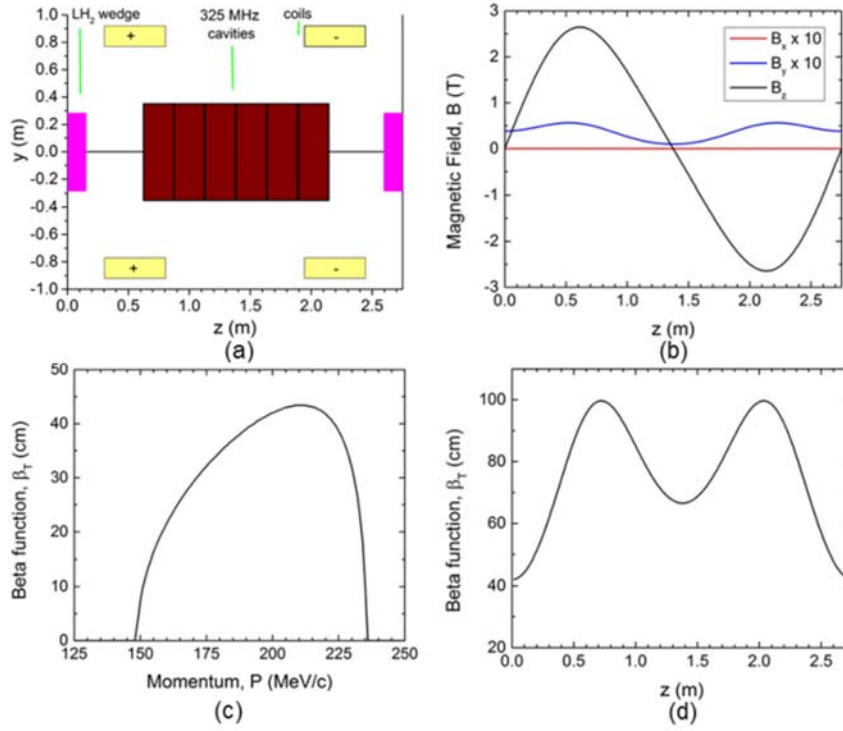 LH₂ wedge
325 MHz
cavities
coils
+
-
+
-
1.0
0.8
0.6
0.4
0.2
0.0
-0.2
-0.4
-0.6
-0.8
-1.0
y (m)
0.0 0.5 1.0 1.5 2.0 2.5
z (m)
(a)
Bₓ x 10
Bᵧ x 10
B_z
3
2
1
0
-1
-2
-3
Magnetic Field, B (T)
0.0 0.5 1.0 1.5 2.0 2.5
z (m)
(b)
50
40
30
20
10
0
Beta function, β_T (cm)
125 150 175 200 225 250
Momentum, P (MeV/c)
(c)
100
80
60
40
20
Beta function, β_T (cm)
0.0 0.5 1.0 1.5 2.0 2.5
z (m)
(d)